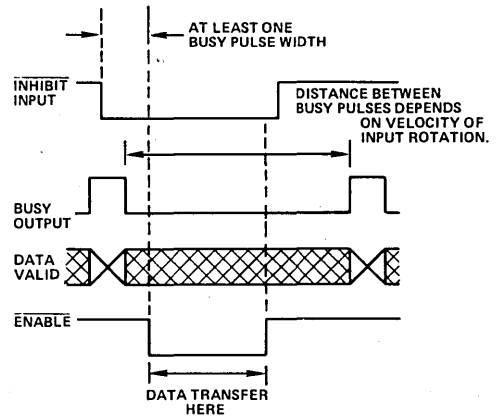 AT LEAST ONE
BUSY PULSE WIDTH
INHIBIT
INPUT
DISTANCE BETWEEN
BUSY PULSES DEPENDS
ON VELOCITY OF
INPUT ROTATION.
BUSY
OUTPUT
DATA
VALID
ENABLE
DATA TRANSFER
HERE